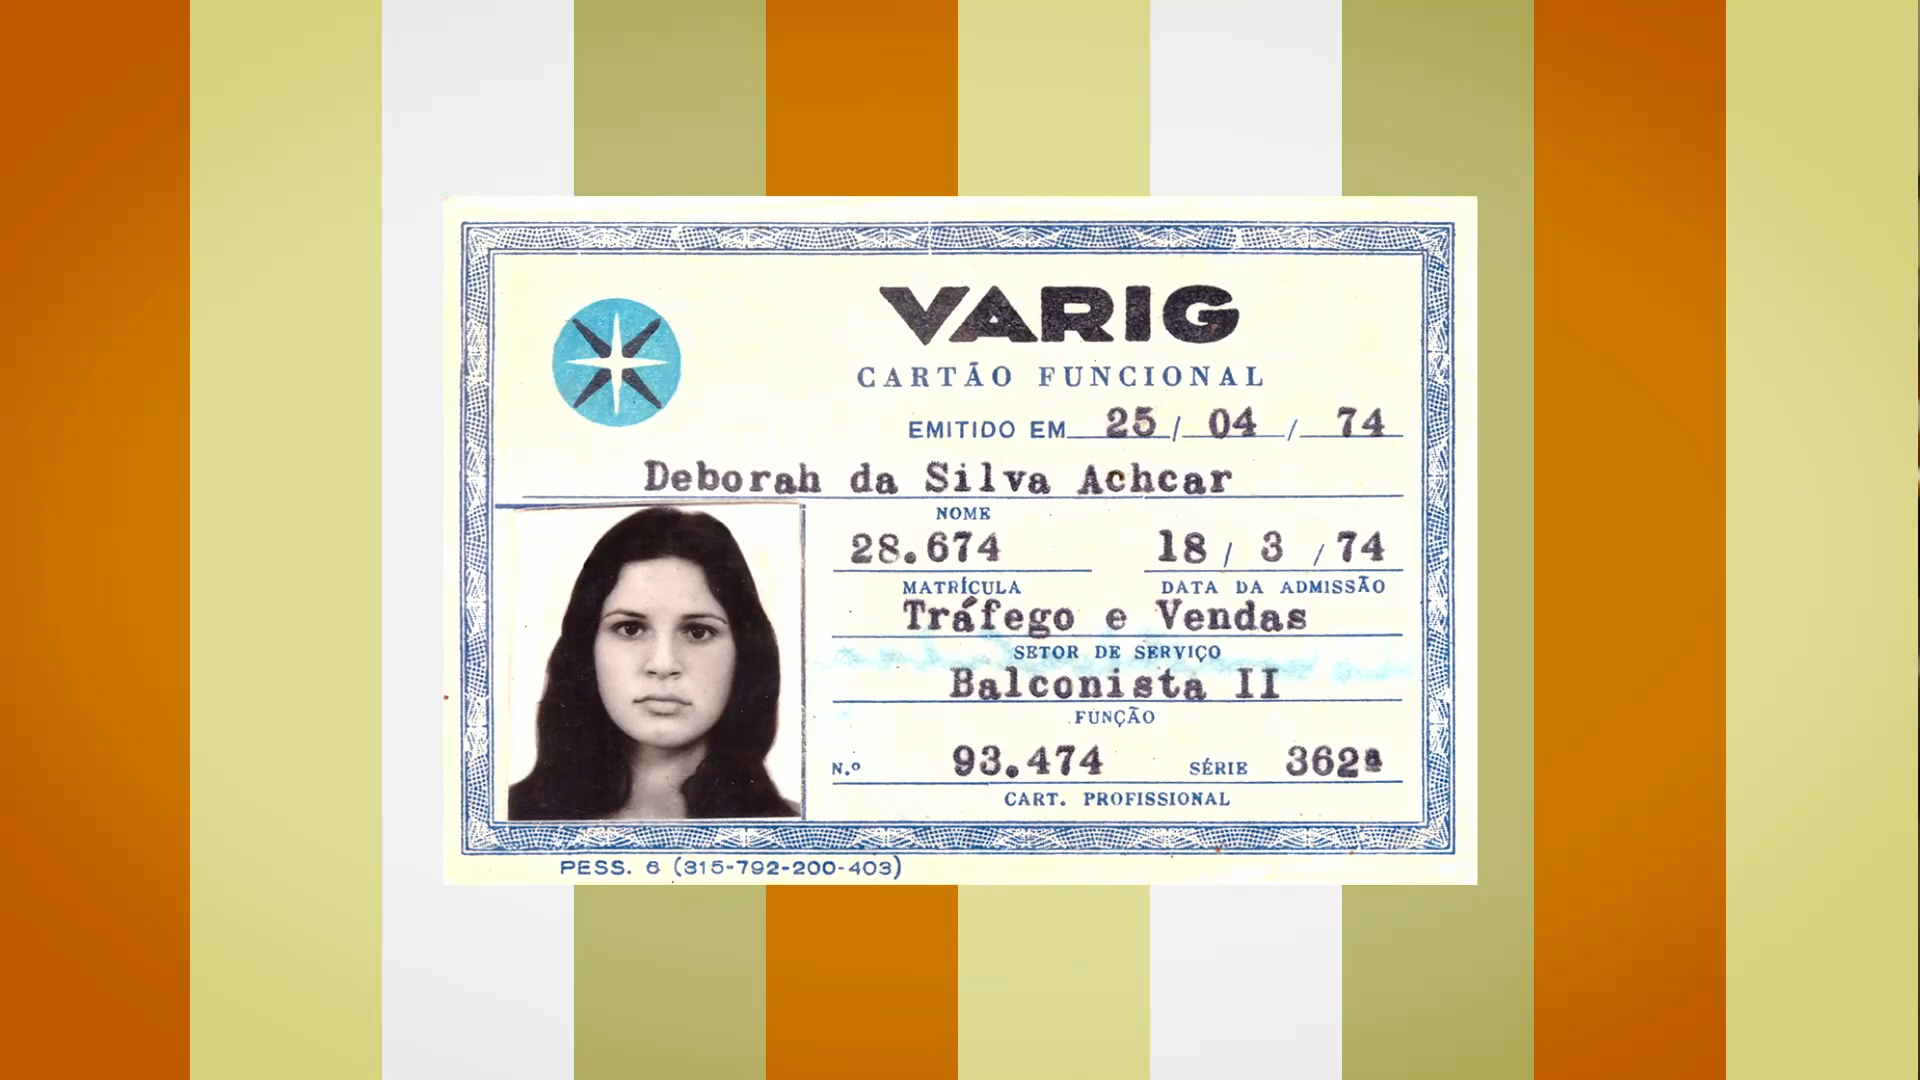 VARIG
CARTÃO FUNCIONAL
EMITIDO EM 25 / 04 / 74
Deborah da Silva Achcar
NOME
28.674 18 / 3 / 74
MATRÍCULA DATA DA ADMISSÃO
Tráfego e Vendas
SETOR DE SERVIÇO
Balconista II
FUNÇÃO
N.º 93.474 SÉRIE 362ª
CART. PROFISSIONAL
PESS. 6 (315-792-200-403)